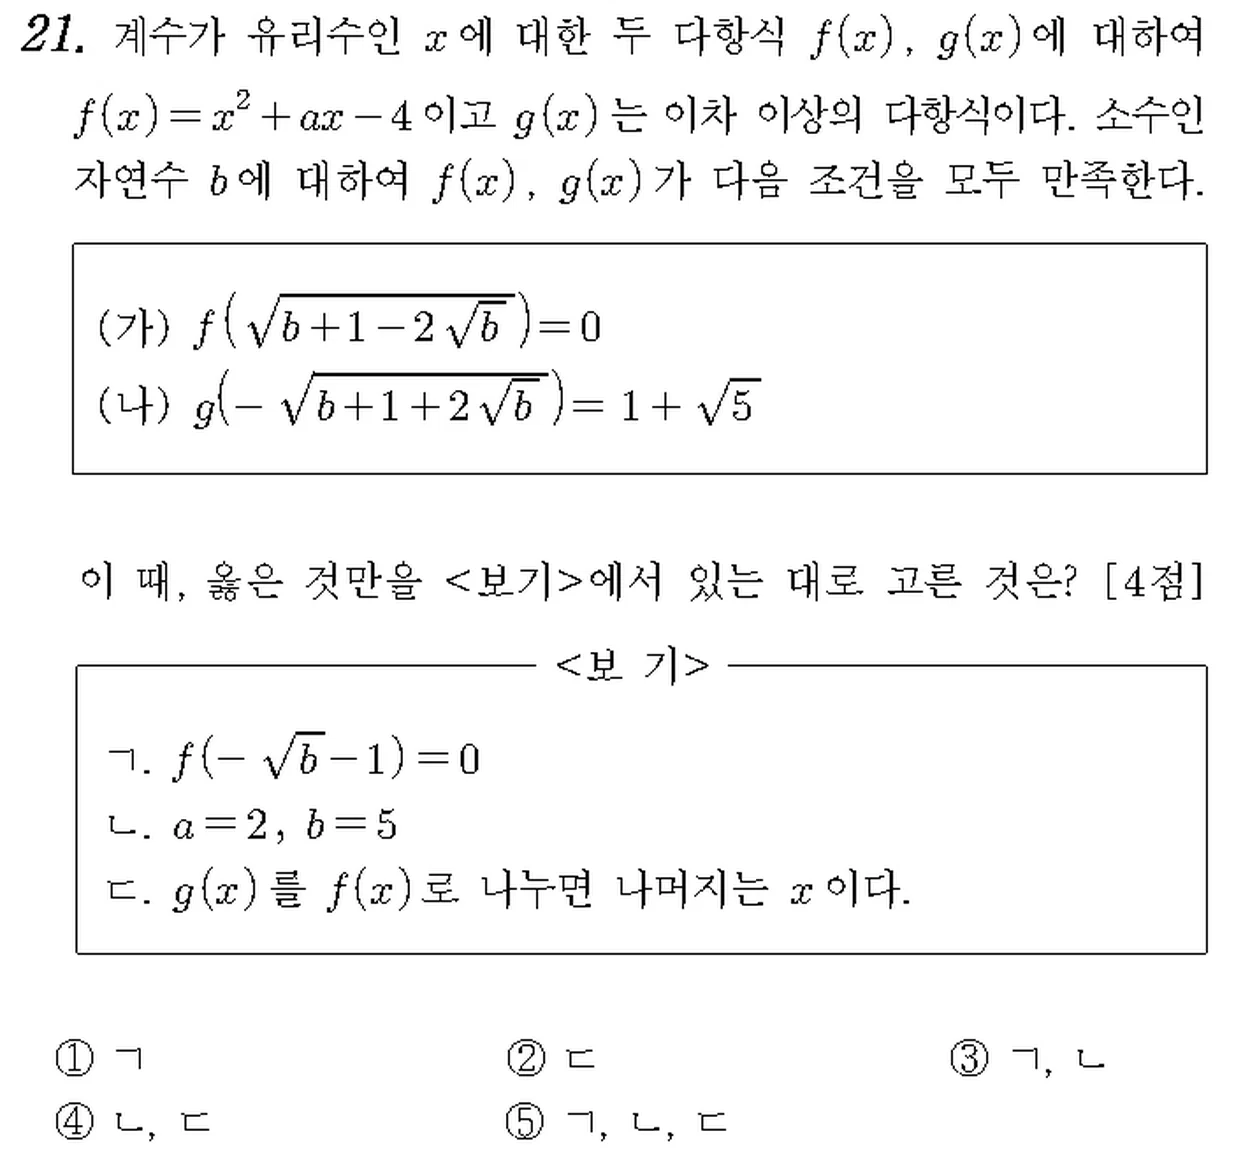 21. 계수가 유리수인 x에 대한 두 다항식 f(x), g(x)에 대하여
f(x)=x²+ax-4이고 g(x)는 이차 이상의 다항식이다. 소수인
자연수 b에 대하여 f(x), g(x)가 다음 조건을 모두 만족한다.
(가) f(√(b+1-2√b))=0
(나) g(-√(b+1+2√b))=1+√5
이 때, 옳은 것만을 <보기>에서 있는 대로 고른 것은? [4점]
<보 기>
ㄱ. f(-√b-1)=0
ㄴ. a=2, b=5
ㄷ. g(x)를 f(x)로 나누면 나머지는 x이다.
① ㄱ ② ㄷ ③ ㄱ, ㄴ
④ ㄴ, ㄷ ⑤ ㄱ, ㄴ, ㄷ